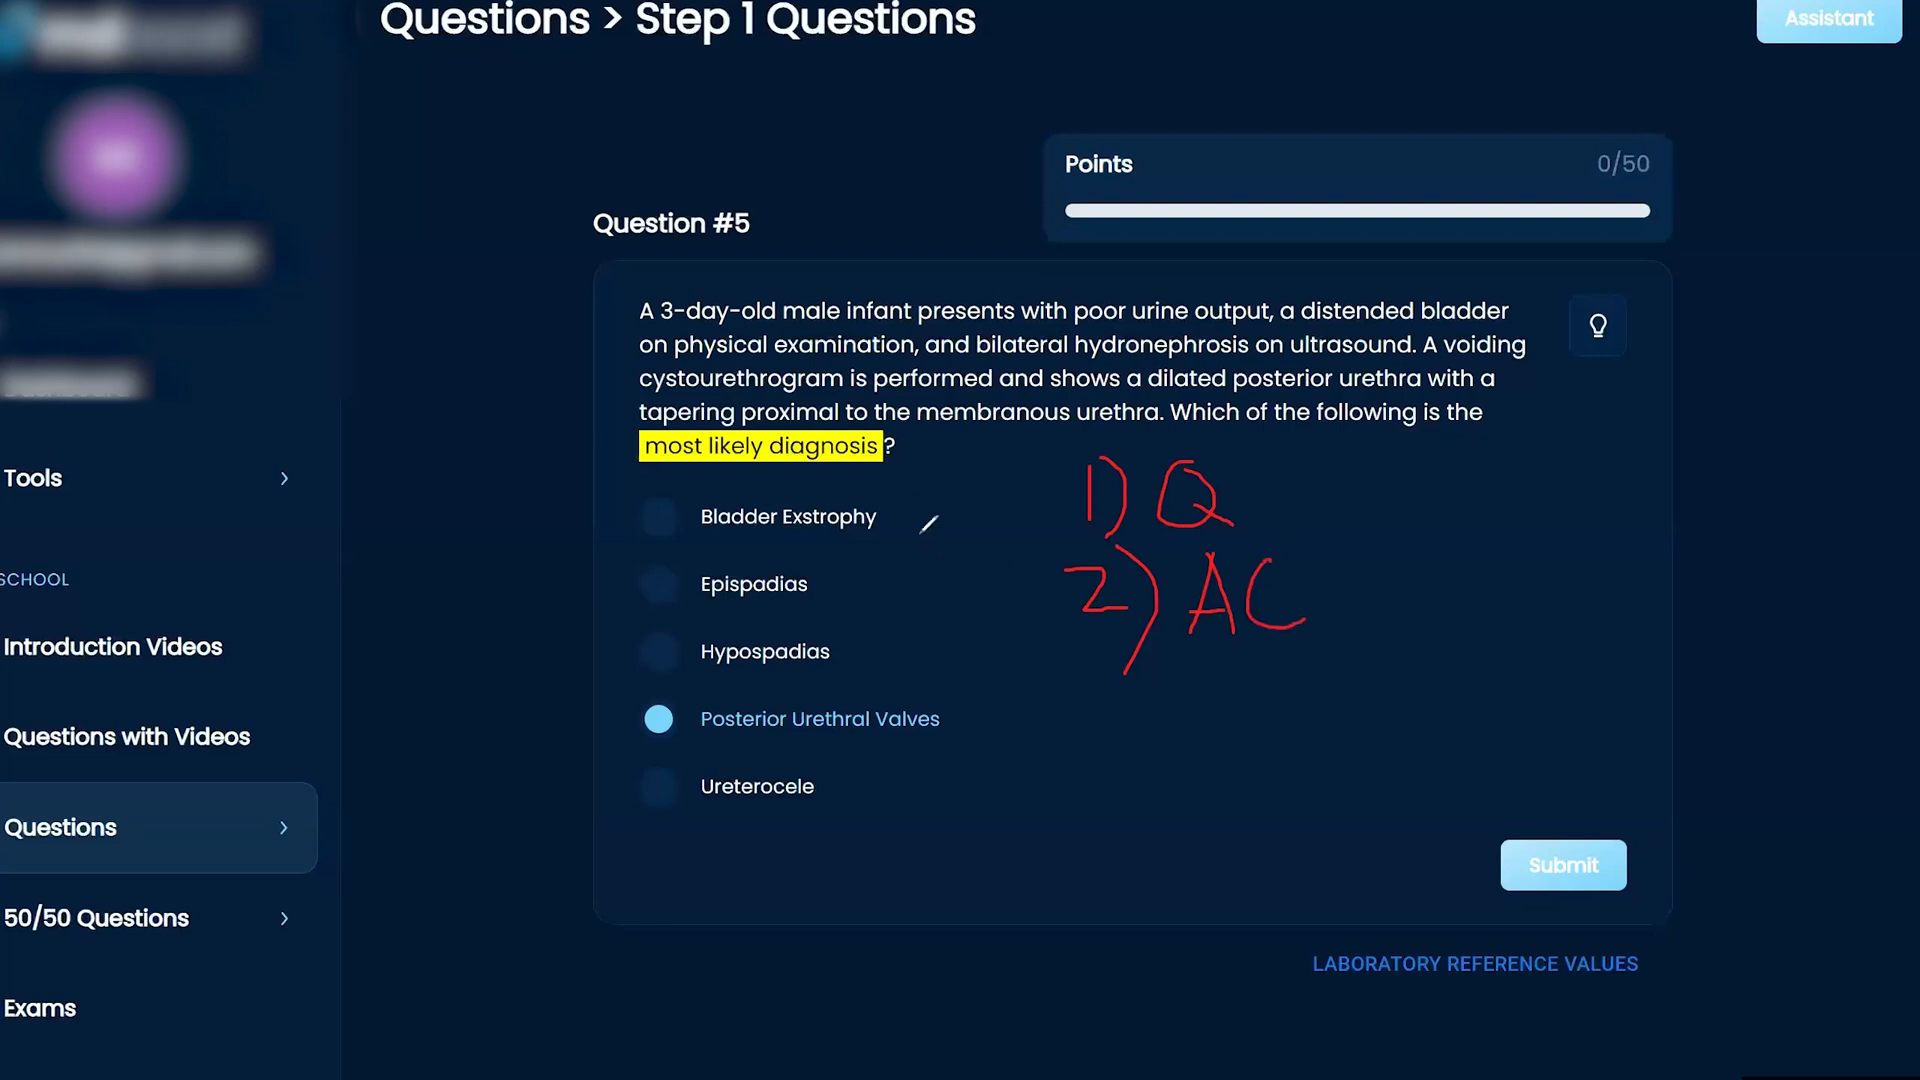 Questions > Step 1 Questions
Assistant
Points
0/50
Question #5
A 3-day-old male infant presents with poor urine output, a distended bladder
on physical examination, and bilateral hydronephrosis on ultrasound. A voiding
cystourethrogram is performed and shows a dilated posterior urethra with a
tapering proximal to the membranous urethra. Which of the following is the
most likely diagnosis?
Bladder Exstrophy
Epispadias
Hypospadias
Posterior Urethral Valves
Ureterocele
1) Q
2) AC
Submit
LABORATORY REFERENCE VALUES
Tools
SCHOOL
Introduction Videos
Questions with Videos
Questions
50/50 Questions
Exams